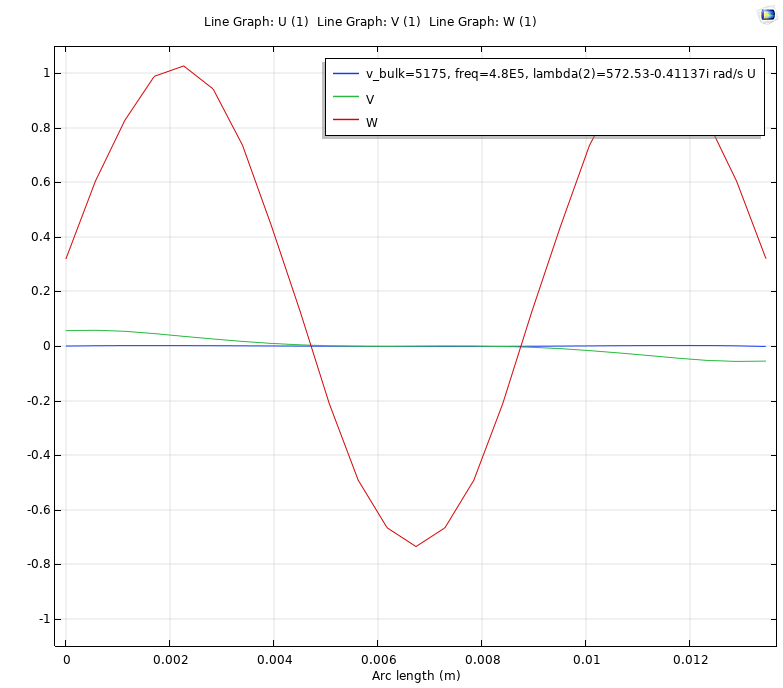 Line Graph: U (1) Line Graph: V (1) Line Graph: W (1)
v_bulk=5175, freq=4.8E5, lambda(2)=572.53-0.41137i rad/s U
V
W
1
0.8
0.6
0.4
0.2
0
-0.2
-0.4
-0.6
-0.8
-1
0 0.002 0.004 0.006 0.008 0.01 0.012
Arc length (m)